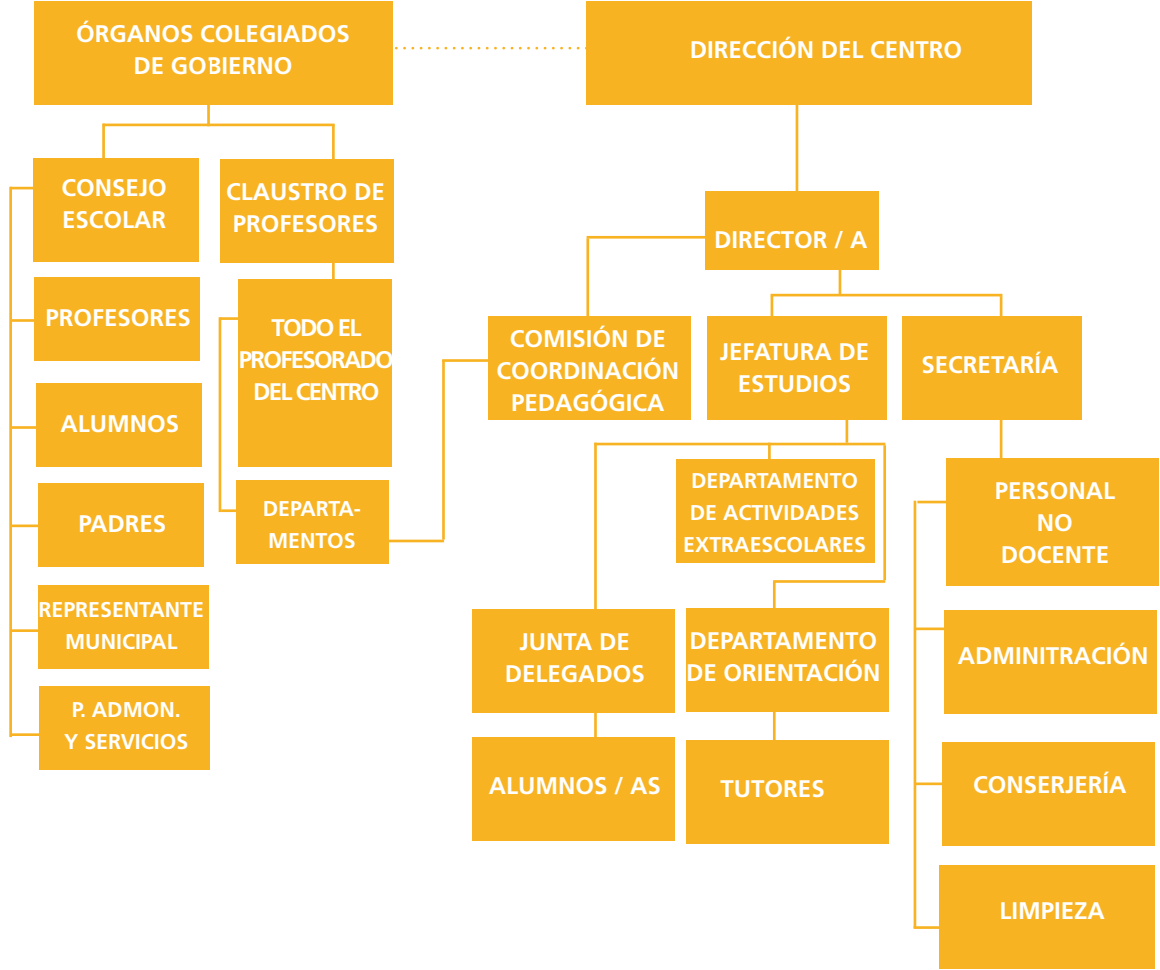 ÓRGANOS COLEGIADOS
DE GOBIERNO
DIRECCIÓN DEL CENTRO
CONSEJO
ESCOLAR
CLAUSTRO DE
PROFESORES
DIRECTOR / A
PROFESORES
TODO EL
PROFESORADO
DEL CENTRO
COMISIÓN DE
COORDINACIÓN
PEDAGÓGICA
JEFATURA DE
ESTUDIOS
SECRETARÍA
ALUMNOS
PADRES
DEPARTA-
MENTOS
DEPARTAMENTO
DE ACTIVIDADES
EXTRAESCOLARES
PERSONAL
NO
DOCENTE
REPRESENTANTE
MUNICIPAL
JUNTA DE
DELEGADOS
DEPARTAMENTO
DE ORIENTACIÓN
ADMINITRACIÓN
P. ADMON.
Y SERVICIOS
ALUMNOS / AS
TUTORES
CONSERJERÍA
LIMPIEZA